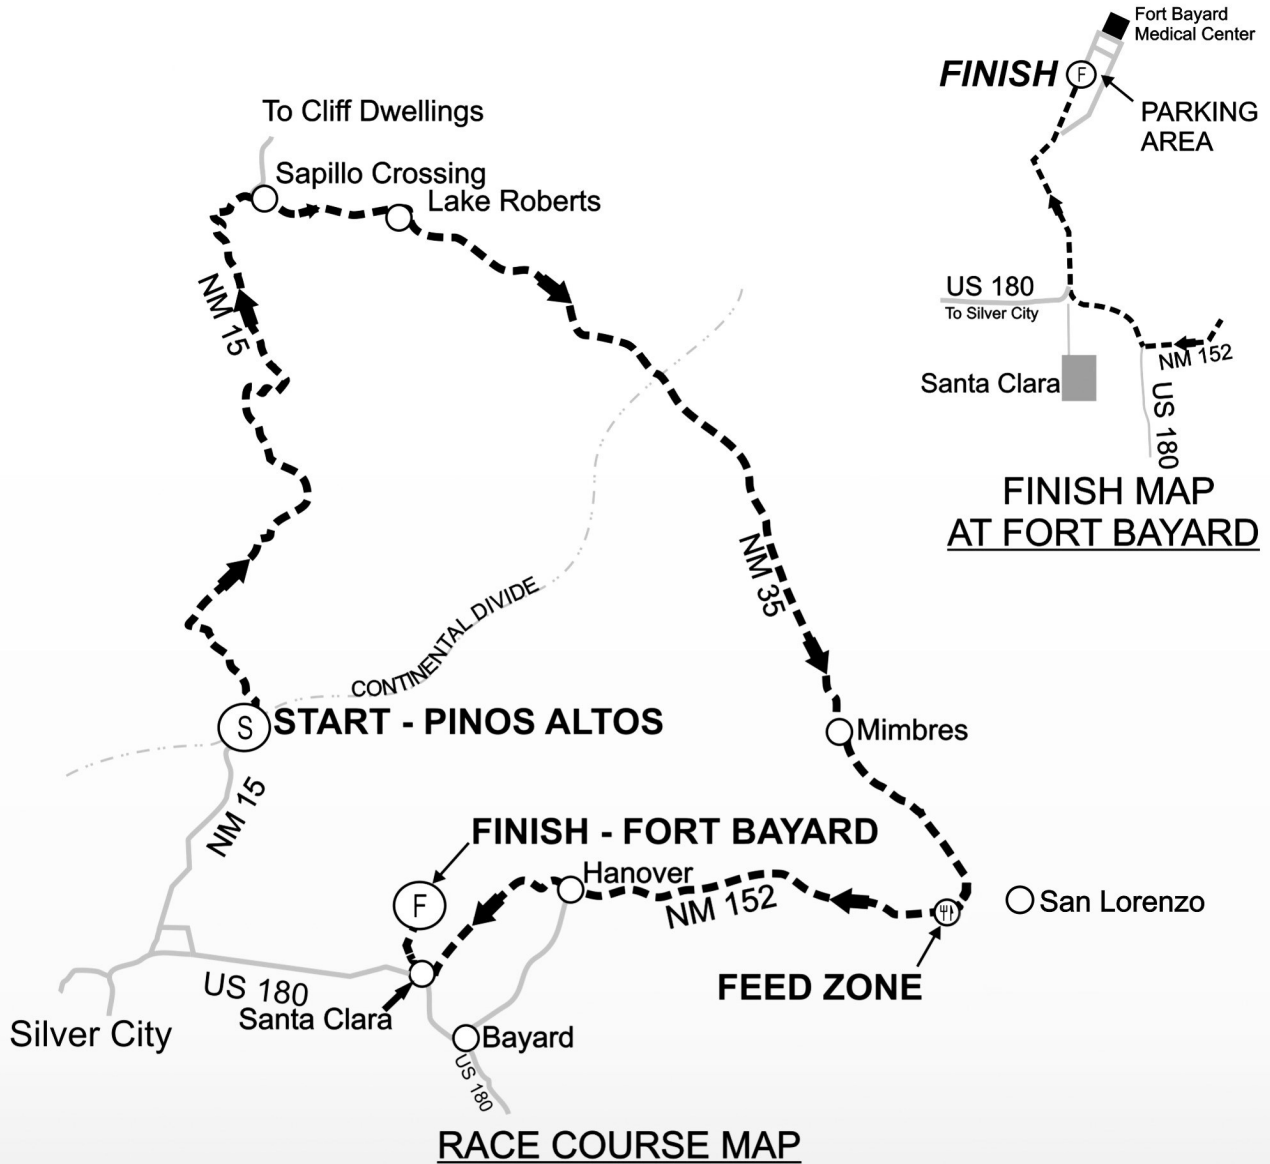 Fort Bayard
Medical Center
FINISH
F
PARKING
AREA
To Cliff Dwellings
Sapillo Crossing
Lake Roberts
NM 15
US 180
To Silver City
NM 152
Santa Clara
US 180
FINISH MAP
AT FORT BAYARD
NM 35
CONTINENTAL DIVIDE
S
START - PINOS ALTOS
Mimbres
NM 15
FINISH - FORT BAYARD
Hanover
F
NM 152
San Lorenzo
FEED ZONE
US 180
Santa Clara
Silver City
Bayard
US 180
RACE COURSE MAP